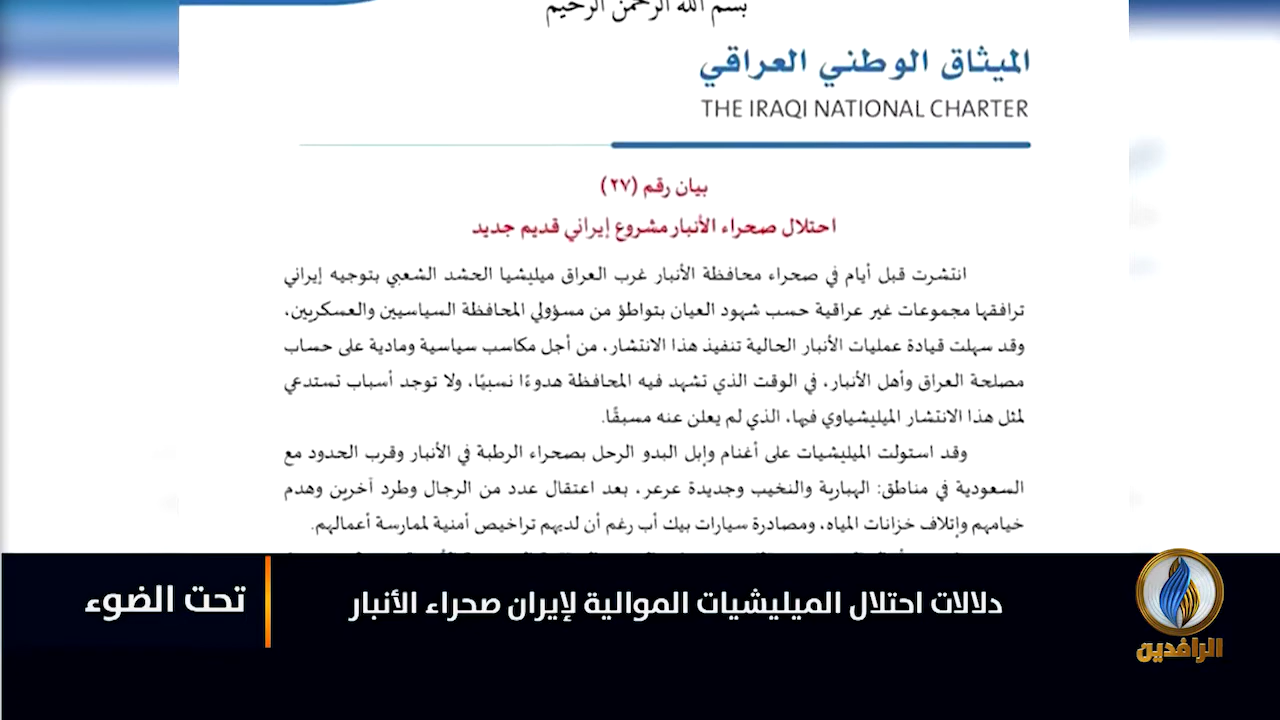 بسم الله الرحمن الرحيم
الميثاق الوطني العراقي
THE IRAQI NATIONAL CHARTER
بيان رقم (٢٧)
احتلال صحراء الأنبار مشروع إيراني قديم جديد
انتشرت قبل أيام في صحراء محافظة الأنبار غرب العراق ميليشيا الحشد الشعبي بتوجيه إيراني
ترافقها مجموعات غير عراقية حسب شهود العيان بتواطؤ من مسؤولي المحافظة السياسيين والعسكريين،
وقد سهلت قيادة عمليات الأنبار الحالية تنفيذ هذا الانتشار، من أجل مكاسب سياسية ومادية على حساب
مصلحة العراق وأهل الأنبار، في الوقت الذي تشهد فيه المحافظة هدوءًا نسبيًا، ولا توجد أسباب تستدعي
لمثل هذا الانتشار الميليشياوي فيها، الذي لم يعلن عنه مسبقًا.
وقد استولت الميليشيات على أغنام وإبل البدو الرحل بصحراء الرطبة في الأنبار وقرب الحدود مع
السعودية في مناطق: الهبارية والنخيب وجديدة عرعر، بعد اعتقال عدد من الرجال وطرد آخرين وهدم
خيامهم وإتلاف خزانات المياه، ومصادرة سيارات بيك أب رغم أن لديهم تراخيص أمنية لممارسة أعمالهم.
دلالات احتلال الميليشيات الموالية لإيران صحراء الأنبار
تحت الضوء
الرافدين